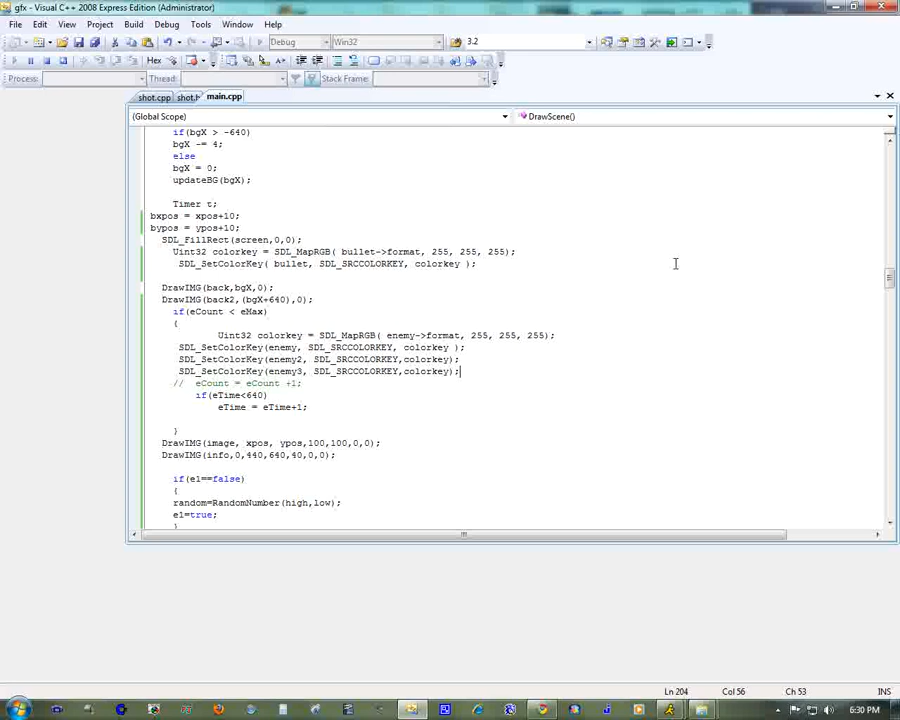 gfx - Visual C++ 2008 Express Edition (Administrator)
File Edit View Project Build Debug Tools Window Help
Debug Win32 3.2
Hex
Process: Thread: Stack Frame:
shot.cpp shot.h main.cpp
(Global Scope) DrawScene()
if(bgX > -640)
bgX -= 4;
else
bgX = 0;
updateBG(bgX);
Timer t;
bxpos = xpos+10;
bypos = ypos+10;
SDL_FillRect(screen,0,0);
Uint32 colorkey = SDL_MapRGB( bullet->format, 255, 255, 255);
SDL_SetColorKey( bullet, SDL_SRCCOLORKEY, colorkey );
DrawIMG(back,bgX,0);
DrawIMG(back2, (bgX+640),0);
if(eCount < eMax)
{
Uint32 colorkey = SDL_MapRGB( enemy->format, 255, 255, 255);
SDL_SetColorKey(enemy, SDL_SRCCOLORKEY, colorkey );
SDL_SetColorKey(enemy2, SDL_SRCCOLORKEY,colorkey);
SDL_SetColorKey(enemy3, SDL_SRCCOLORKEY,colorkey);
// eCount = eCount +1;
if(eTime<640)
eTime = eTime+1;
}
DrawIMG(image, xpos, ypos,100,100,0,0);
DrawIMG(info,0,440,640,40,0,0);
if(e1==false)
{
random=RandomNumber(high,low);
e1=true;
}
Ln 204 Col 56 Ch 53 INS
6:30 PM